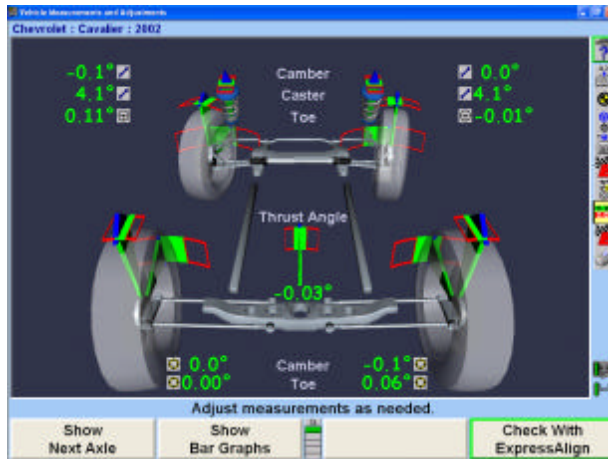 Vehicle Measurements and Adjustments
Chevrolet : Cavalier : 2002
-0.1° Camber 0.0°
4.1° Caster 4.1°
0.11° Toe -0.01°
Thrust Angle
-0.03°
0.0° Camber -0.1°
0.00° Toe 0.06°
Adjust measurements as needed.
Show Next Axle
Show Bar Graphs
Check With ExpressAlign